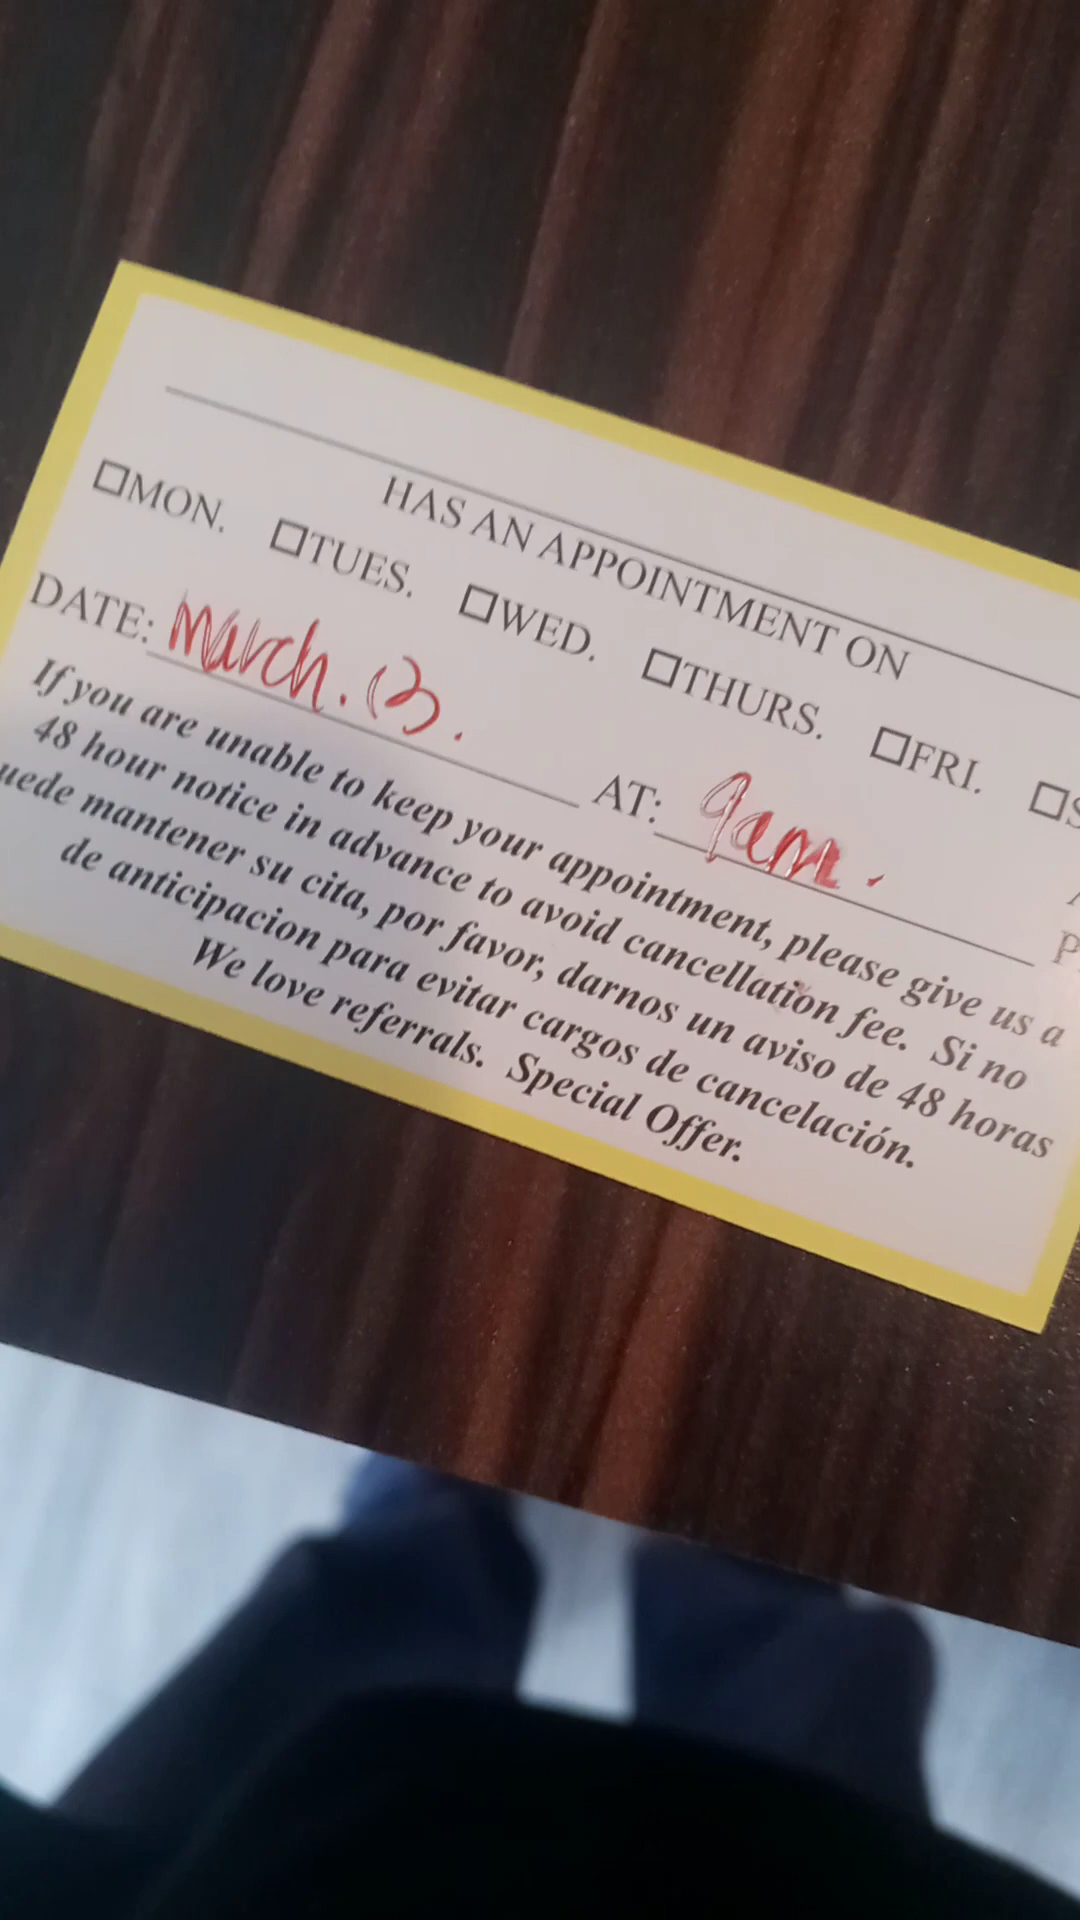 HAS AN APPOINTMENT ON
☐MON. ☐TUES. ☐WED. ☐THURS. ☐FRI. ☐S
DATE: March. 13. AT: 9am.
If you are unable to keep your appointment, please give us a
48 hour notice in advance to avoid cancellation fee. Si no
uede mantener su cita, por favor, darnos un aviso de 48 horas
de anticipacion para evitar cargos de cancelación.
We love referrals. Special Offer.